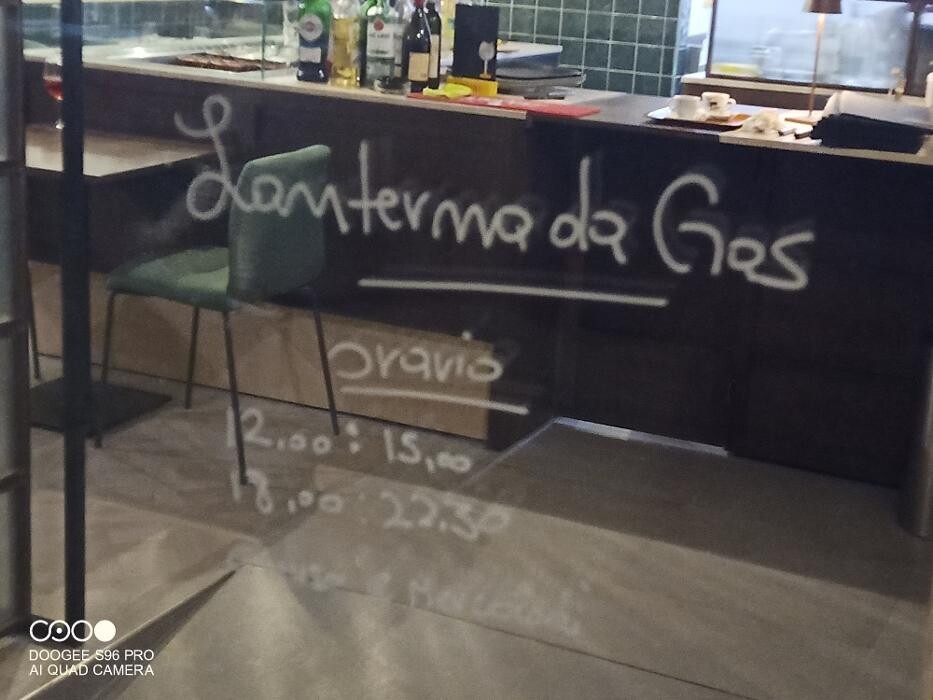 Lanterna da Gas
orario
12,00 : 15,00
18,00 : 22,30
DOOGEE S96 PRO
AI QUAD CAMERA